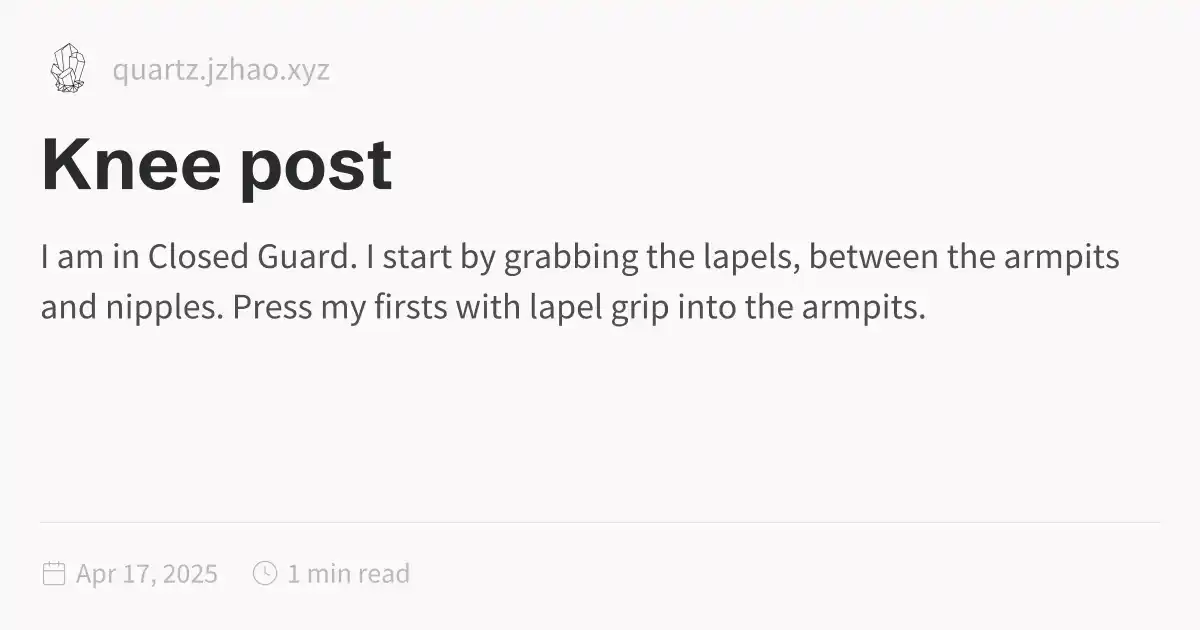 quartz.jzhao.xyz
Knee post
I am in Closed Guard. I start by grabbing the lapels, between the armpits
and nipples. Press my firsts with lapel grip into the armpits.
Apr 17, 2025 1 min read